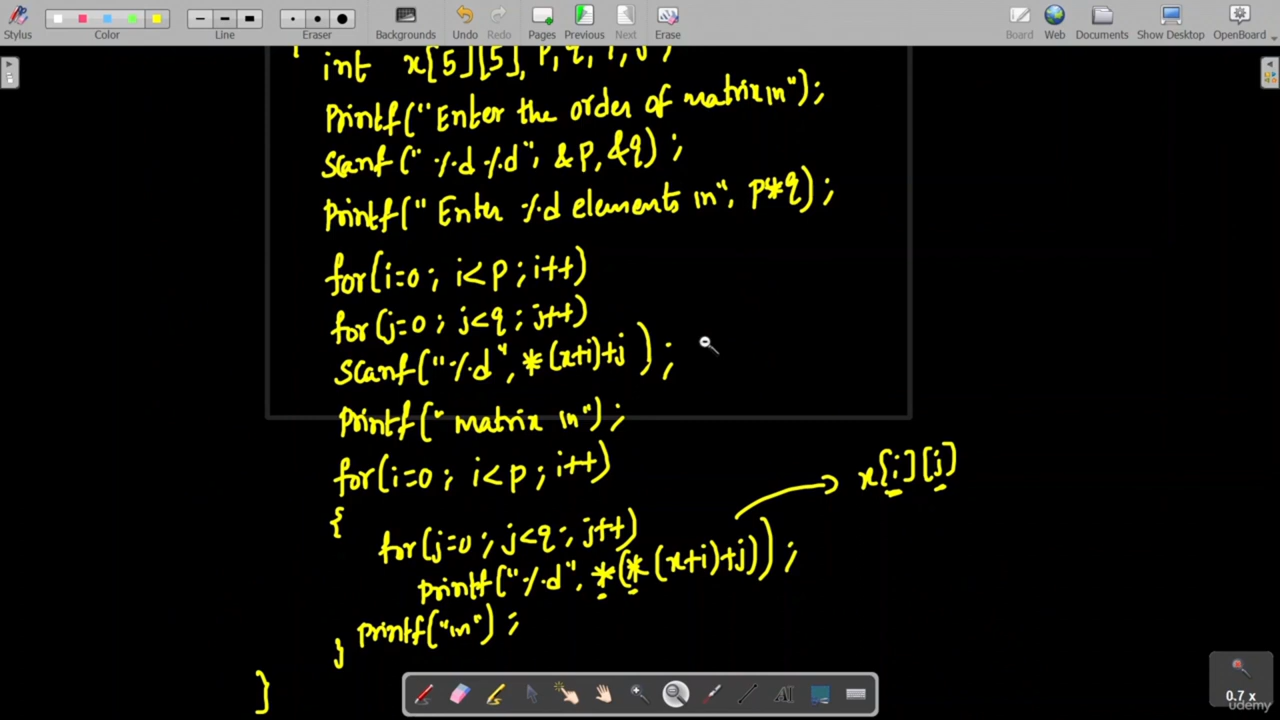 Stylus Color Line Eraser Backgrounds Undo Redo Pages Previous Next Erase Board Web Documents Show Desktop OpenBoard
{
int x[5][5], p, q, i, j ;
Printf("Enter the order of matrix\n");
Scanf(" %d %d", &p, &q) ;
Printf(" Enter %d elements \n", p*q) ;
for(i=0 ; i<p ; i++)
for(j=0 ; j<q ; j++)
Scanf("%d", *(x+i)+j ) ;
Printf(" matrix \n");
for(i=0 ; i<p ; i++)
x[i][j]
{
for(j=0 ; j<q ; j++)
printf("%d", *(*(x+i)+j)) ;
} printf("\n") ;
}
0.7 x
udemy